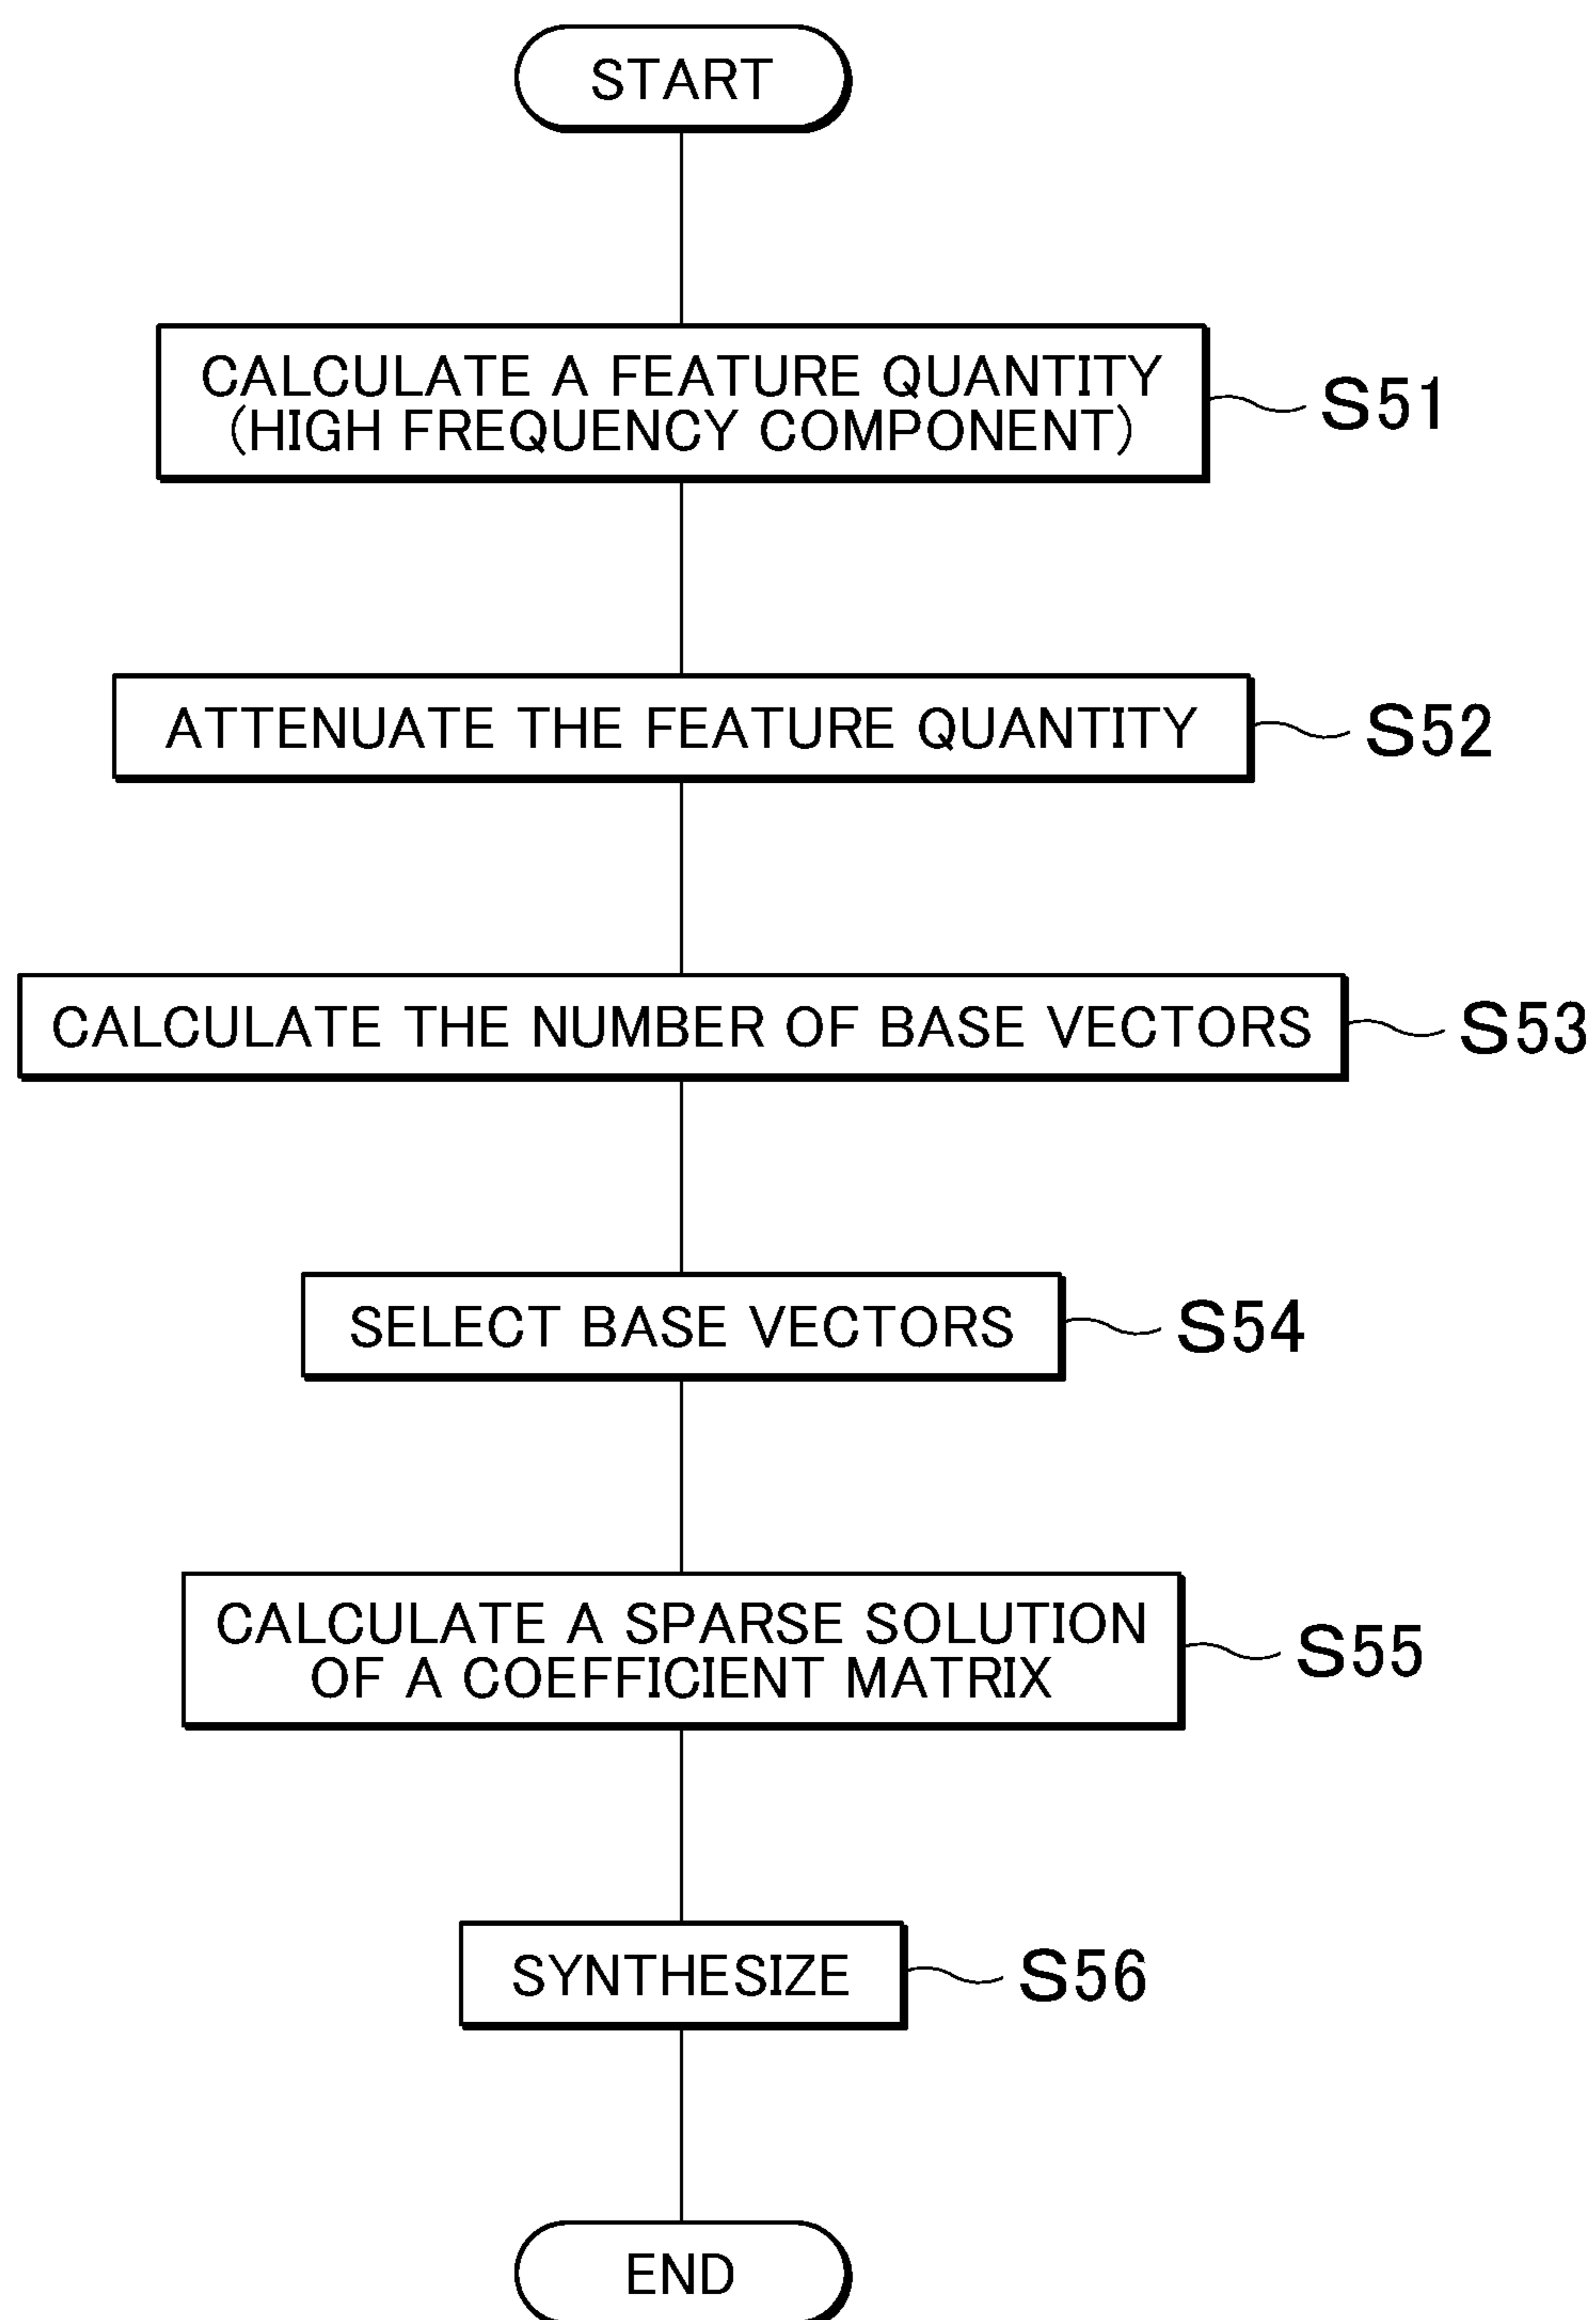 START
CALCULATE A FEATURE QUANTITY
(HIGH FREQUENCY COMPONENT)
S51
ATTENUATE THE FEATURE QUANTITY
S52
CALCULATE THE NUMBER OF BASE VECTORS
S53
SELECT BASE VECTORS
S54
CALCULATE A SPARSE SOLUTION
OF A COEFFICIENT MATRIX
S55
SYNTHESIZE
S56
END